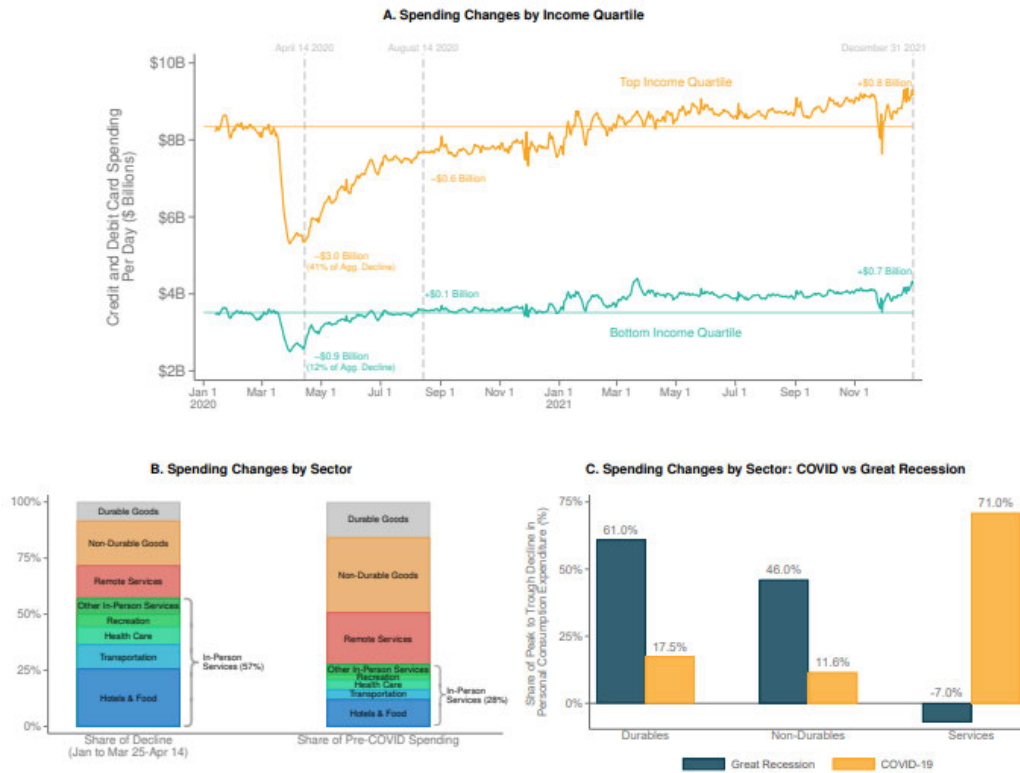 A. Spending Changes by Income Quartile
April 14 2020
August 14 2020
December 31 2021
$10B
$8B
$6B
$4B
$2B
Credit and Debit Card Spending
Per Day ($ Billions)
Top Income Quartile
+$0.8 Billion
−$0.6 Billion
−$3.0 Billion
(41% of Agg. Decline)
+$0.1 Billion
+$0.7 Billion
Bottom Income Quartile
−$0.9 Billion
(12% of Agg. Decline)
Jan 1
2020
Mar 1
May 1
Jul 1
Sep 1
Nov 1
Jan 1
2021
Mar 1
May 1
Jul 1
Sep 1
Nov 1
B. Spending Changes by Sector
100%
75%
50%
25%
0%
Durable Goods
Non-Durable Goods
Remote Services
Other In-Person Services
Recreation
Health Care
Transportation
Hotels & Food
In-Person
Services (57%)
Share of Decline
(Jan to Mar 25-Apr 14)
Durable Goods
Non-Durable Goods
Remote Services
Other In-Person Services
Recreation
Health Care
Transportation
Hotels & Food
In-Person
Services (28%)
Share of Pre-COVID Spending
C. Spending Changes by Sector: COVID vs Great Recession
Share of Peak to Trough Decline in
Personal Consumption Expenditure (%)
75%
50%
25%
0%
61.0%
17.5%
46.0%
11.6%
-7.0%
71.0%
Durables
Non-Durables
Services
Great Recession
COVID-19